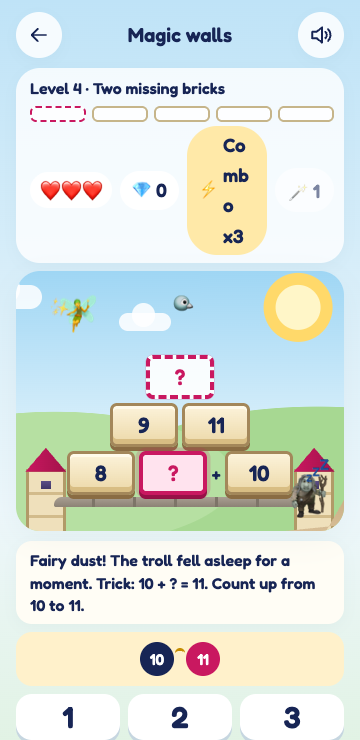 Magic walls
Level 4 · Two missing bricks
0
Co
mb
o
x3
1
?
9 11
8 ? + 10
zZ
Fairy dust! The troll fell asleep for a
moment. Trick: 10 + ? = 11. Count up from
10 to 11.
10 11
1 2 3